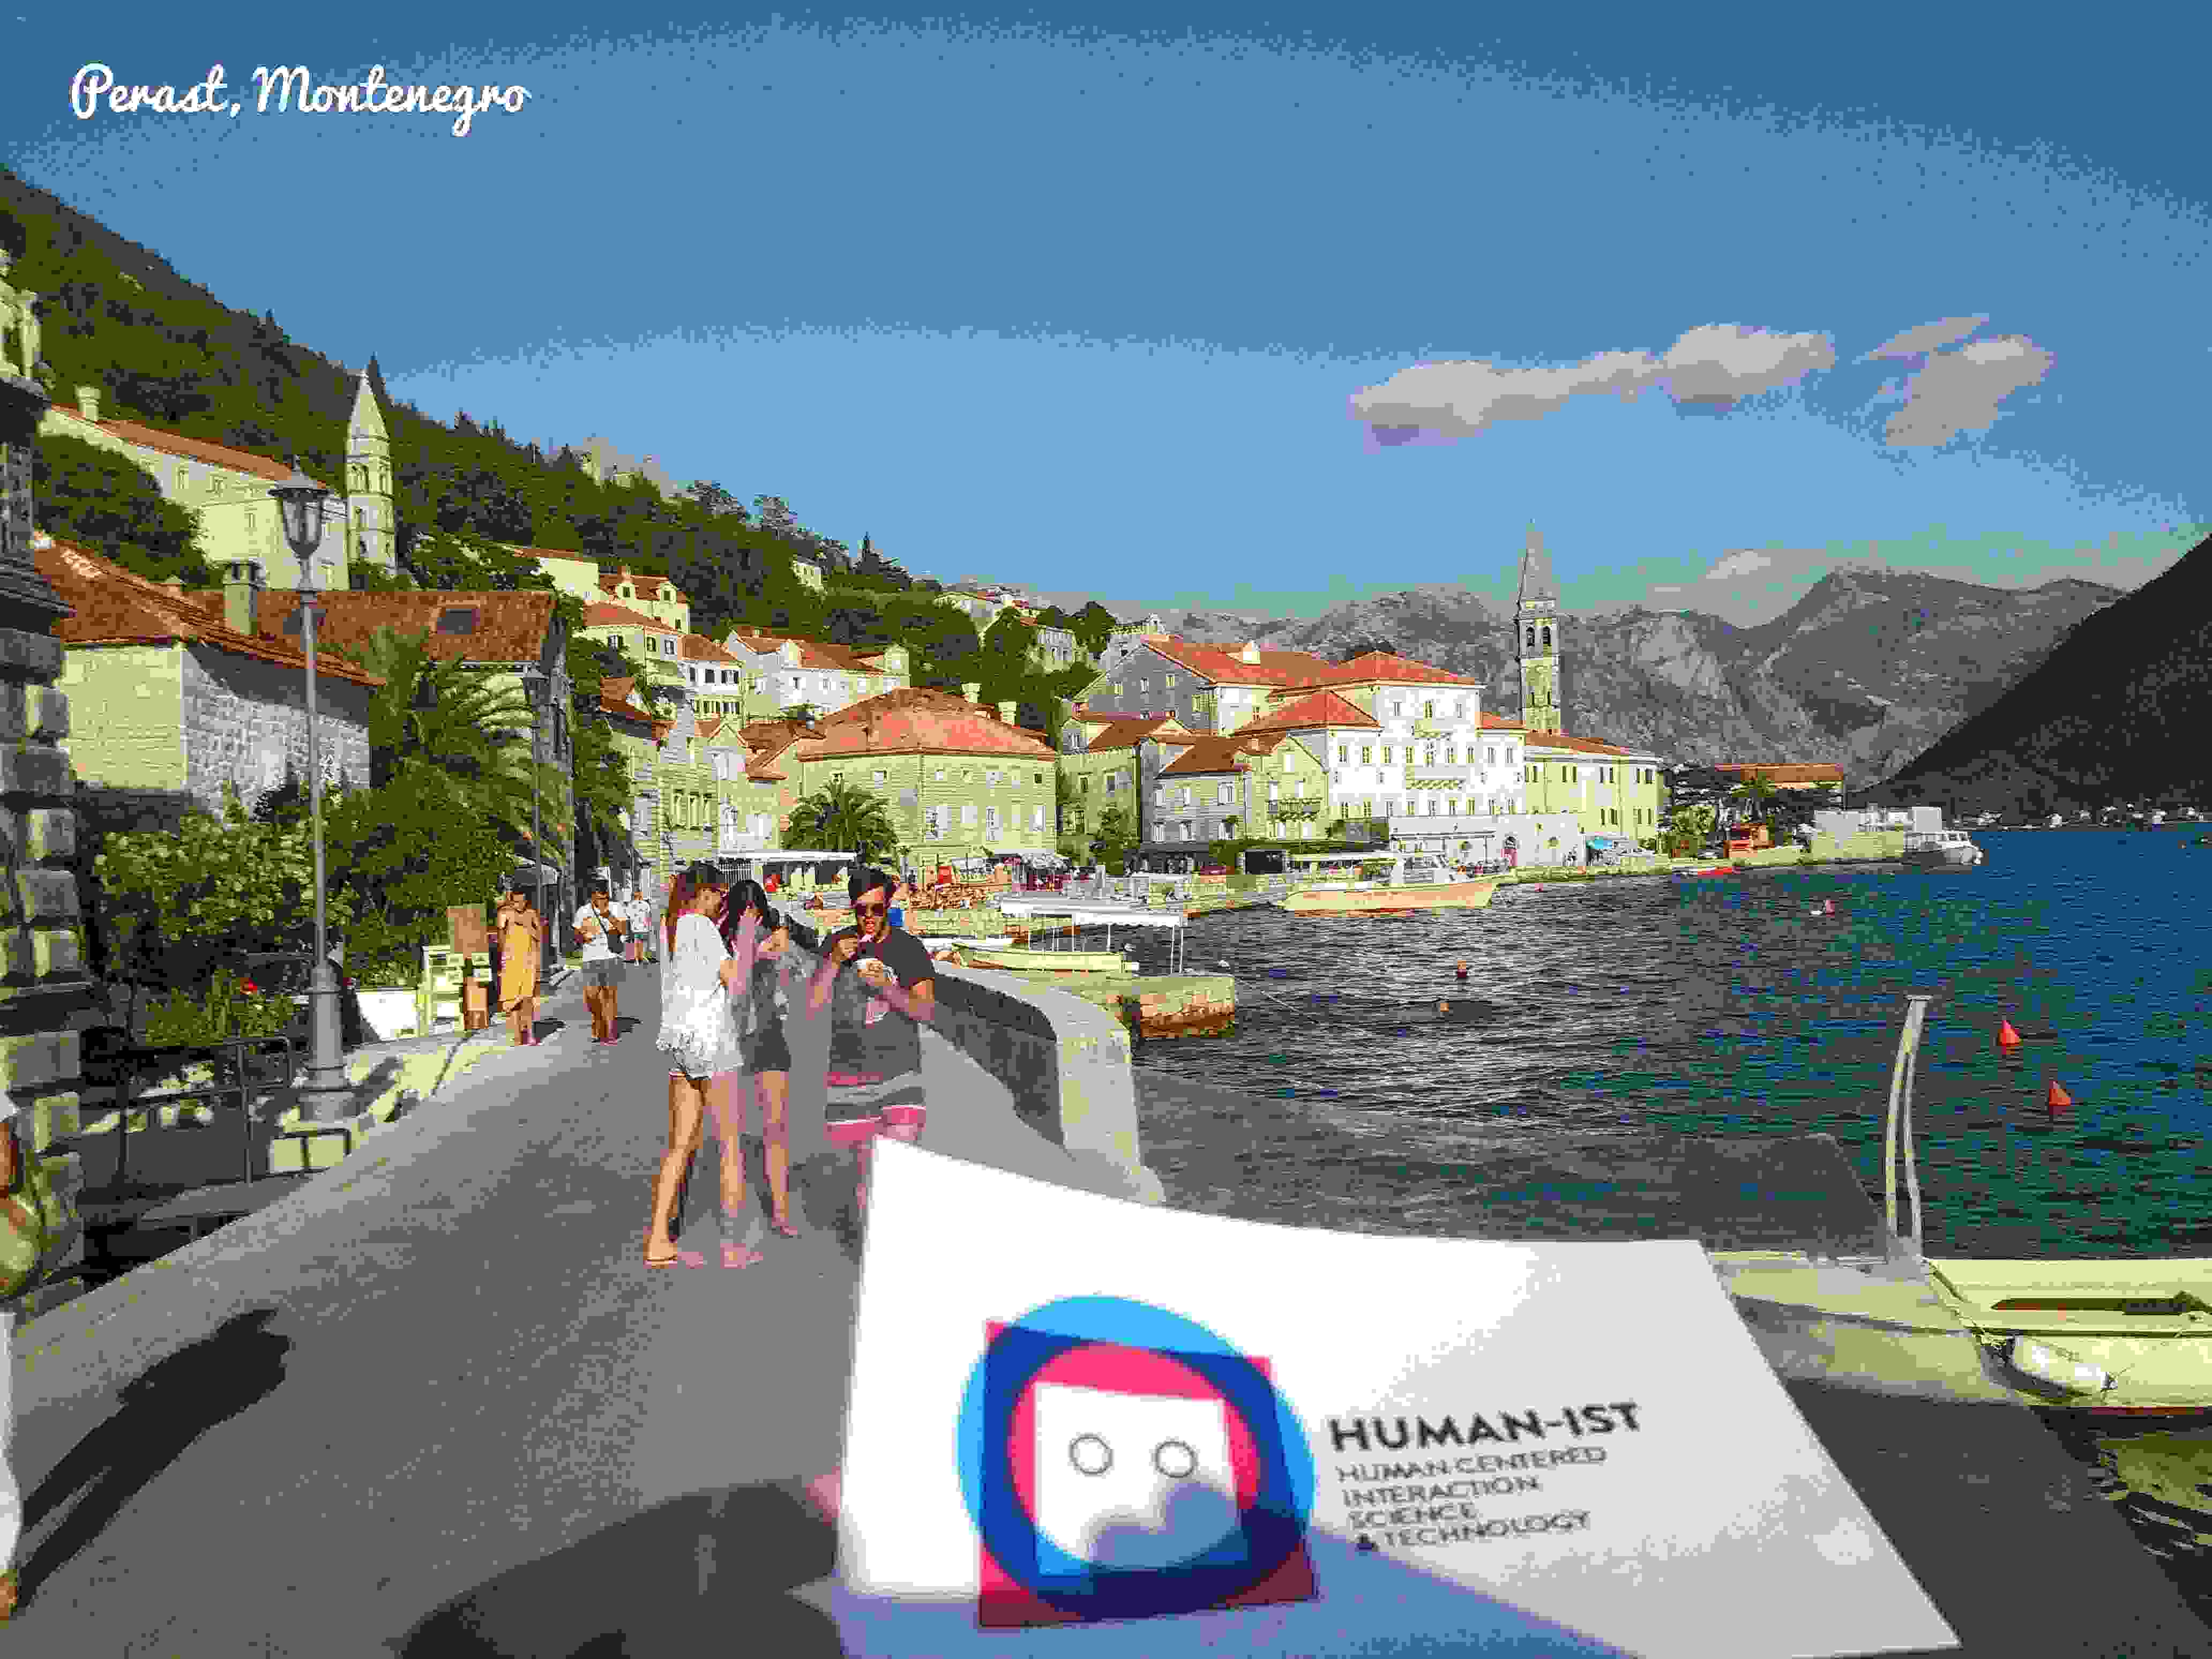 Perast, Montenegro
HUMAN-IST
HUMAN-CENTERED
INTERACTION
SCIENCE
& TECHNOLOGY